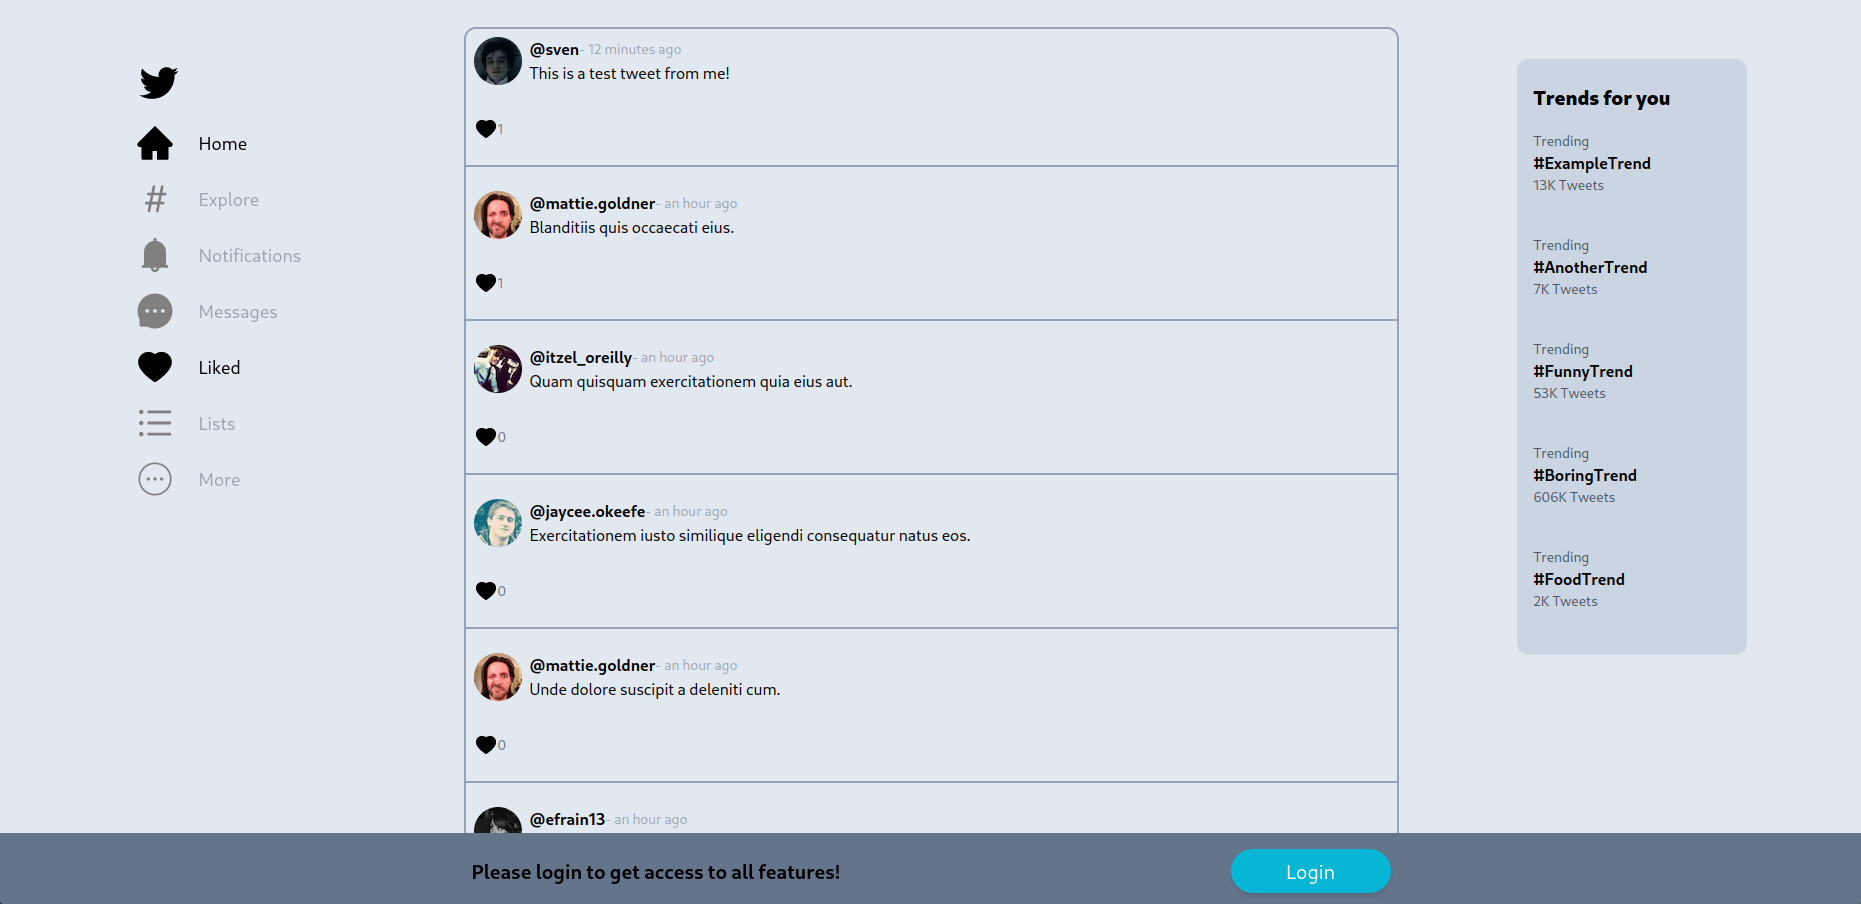 Home
Explore
Notifications
Messages
Liked
Lists
More
@sven- 12 minutes ago
This is a test tweet from me!
1
@mattie.goldner- an hour ago
Blanditiis quis occaecati eius.
1
@itzel_oreilly- an hour ago
Quam quisquam exercitationem quia eius aut.
0
@jaycee.okeefe- an hour ago
Exercitationem iusto similique eligendi consequatur natus eos.
0
@mattie.goldner- an hour ago
Unde dolore suscipit a deleniti cum.
0
@efrain13- an hour ago
Trends for you
Trending
#ExampleTrend
13K Tweets
Trending
#AnotherTrend
7K Tweets
Trending
#FunnyTrend
53K Tweets
Trending
#BoringTrend
606K Tweets
Trending
#FoodTrend
2K Tweets
Please login to get access to all features!
Login